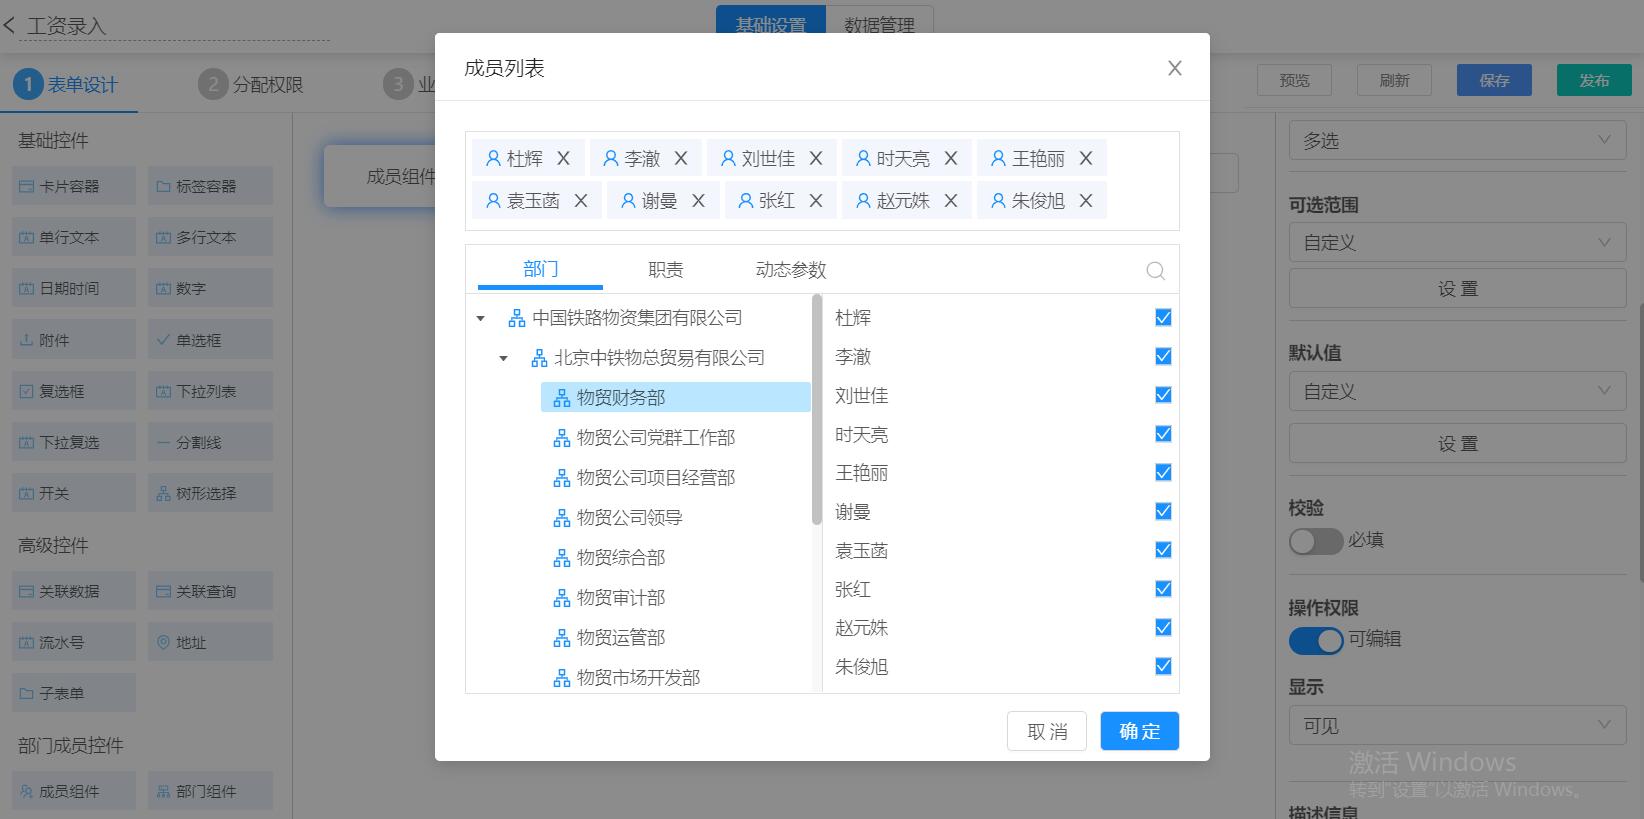 工资录入
基础设置
数据管理
1 表单设计
2 分配权限
3 业
预览
刷新
保存
发布
基础控件
卡片容器
标签容器
单行文本
多行文本
日期时间
数字
附件
单选框
复选框
下拉列表
下拉复选
分割线
开关
树形选择
高级控件
关联数据
关联查询
流水号
地址
子表单
部门成员控件
成员组件
部门组件
成员组件
成员列表
杜辉 李澈 刘世佳 时天亮 王艳丽
袁玉菡 谢曼 张红 赵元姝 朱俊旭
部门
职责
动态参数
中国铁路物资集团有限公司
北京中铁物总贸易有限公司
物贸财务部
物贸公司党群工作部
物贸公司项目经营部
物贸公司领导
物贸综合部
物贸审计部
物贸运管部
物贸市场开发部
杜辉
李澈
刘世佳
时天亮
王艳丽
谢曼
袁玉菡
张红
赵元姝
朱俊旭
取消
确定
多选
可选范围
自定义
设置
默认值
自定义
设置
校验
必填
操作权限
可编辑
显示
可见
激活 Windows
转到"设置"以激活 Windows。
描述信息